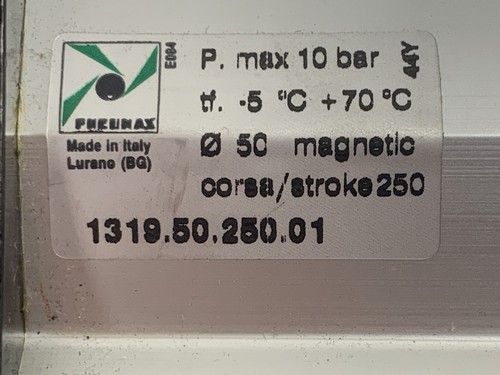 PNEUMAX
E084
Made in Italy
Lurano (BG)
P. max 10 bar
44Y
tf. -5 °C +70 °C
Ø 50 magnetic
corsa/stroke 250
1319.50.250.01